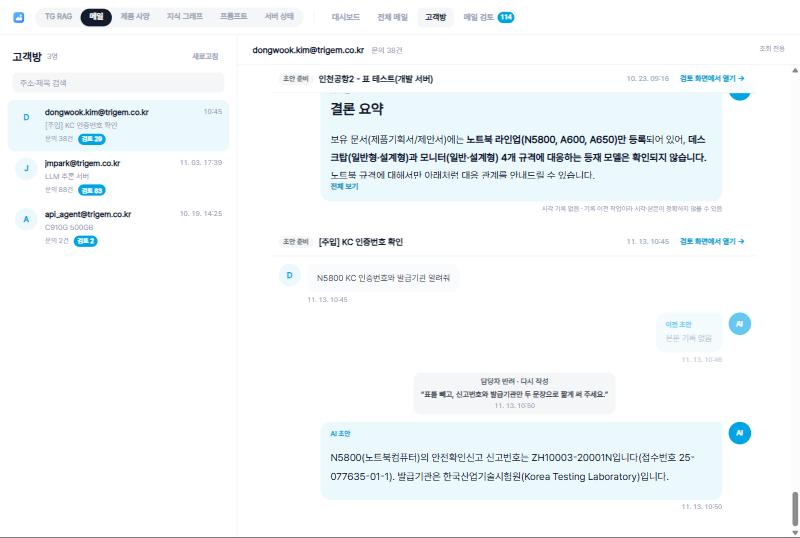 TG RAG 메일 제품 사양 지식 그래프 프롬프트 서버 상태 대시보드 전체 메일 고객방 메일 검토 114
고객방 3명 새로고침
주소·제목 검색
D dongwook.kim@trigem.co.kr 10:45
[주입] KC 인증번호 확인
문의 38건 검토 29
J jmpark@trigem.co.kr 11. 03. 17:39
LLM 추론 서버
문의 88건 검토 83
A api_agent@trigem.co.kr 10. 19. 14:25
C910G 500GB
문의 2건 검토 2
dongwook.kim@trigem.co.kr 문의 38건 조회 전용
초안 준비 인천공항2 - 표 테스트(개발 서버) 10. 23. 09:16 검토 화면에서 열기 →
결론 요약
보유 문서(제품기획서/제안서)에는 노트북 라인업(N5800, A600, A650)만 등록되어 있어, 데스
크탑(일반형·설계형)과 모니터(일반·설계형) 4개 규격에 대응하는 등재 모델은 확인되지 않습니다.
노트북 규격에 대해서만 아래처럼 대응 관계를 안내드릴 수 있습니다.
전체 보기
시각 기록 없음 · 기록 이전 작업이라 시각·본문이 정확하지 않을 수 있음
초안 준비 [주입] KC 인증번호 확인 11. 13. 10:45 검토 화면에서 열기 →
D N5800 KC 인증번호와 발급기관 알려줘
11. 13. 10:45
이전 초안 AI
본문 기록 없음
11. 13. 10:46
담당자 반려 · 다시 작성
“표를 빼고, 신고번호와 발급기관만 두 문장으로 짧게 써 주세요.”
11. 13. 10:50
AI 초안 AI
N5800(노트북컴퓨터)의 안전확인신고 신고번호는 ZH10003-20001N입니다(접수번호 25-
077635-01-1). 발급기관은 한국산업기술시험원(Korea Testing Laboratory)입니다.
11. 13. 10:50